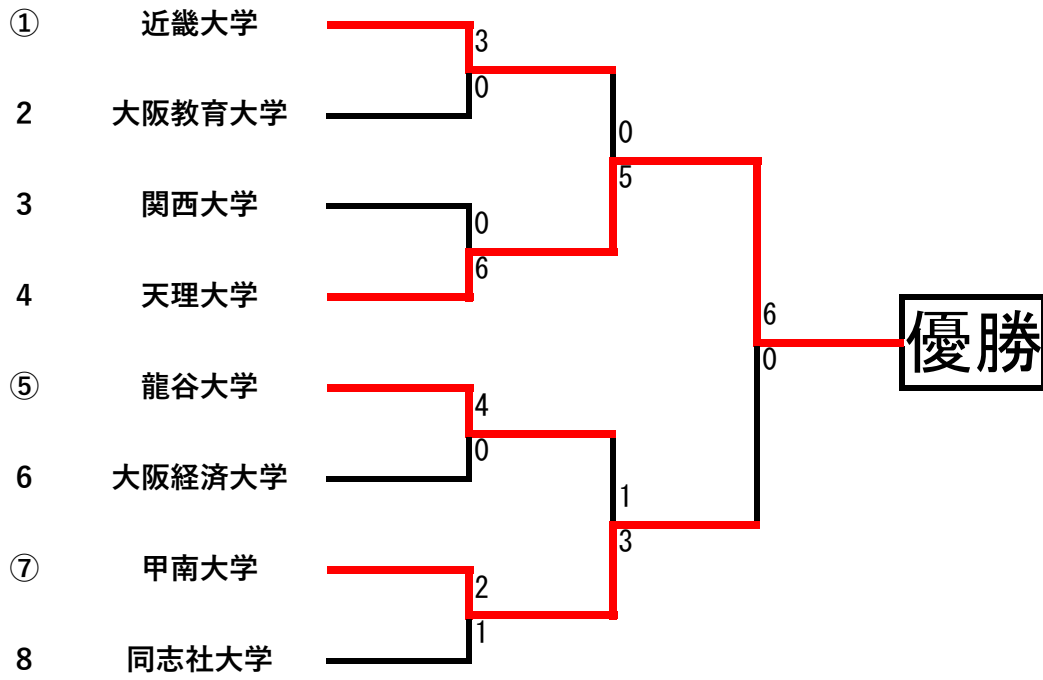 ① 近畿大学
3
0
2 大阪教育大学
0
5
3 関西大学
0
6
4 天理大学
6
0
優勝
⑤ 龍谷大学
4
0
6 大阪経済大学
1
3
⑦ 甲南大学
2
1
8 同志社大学